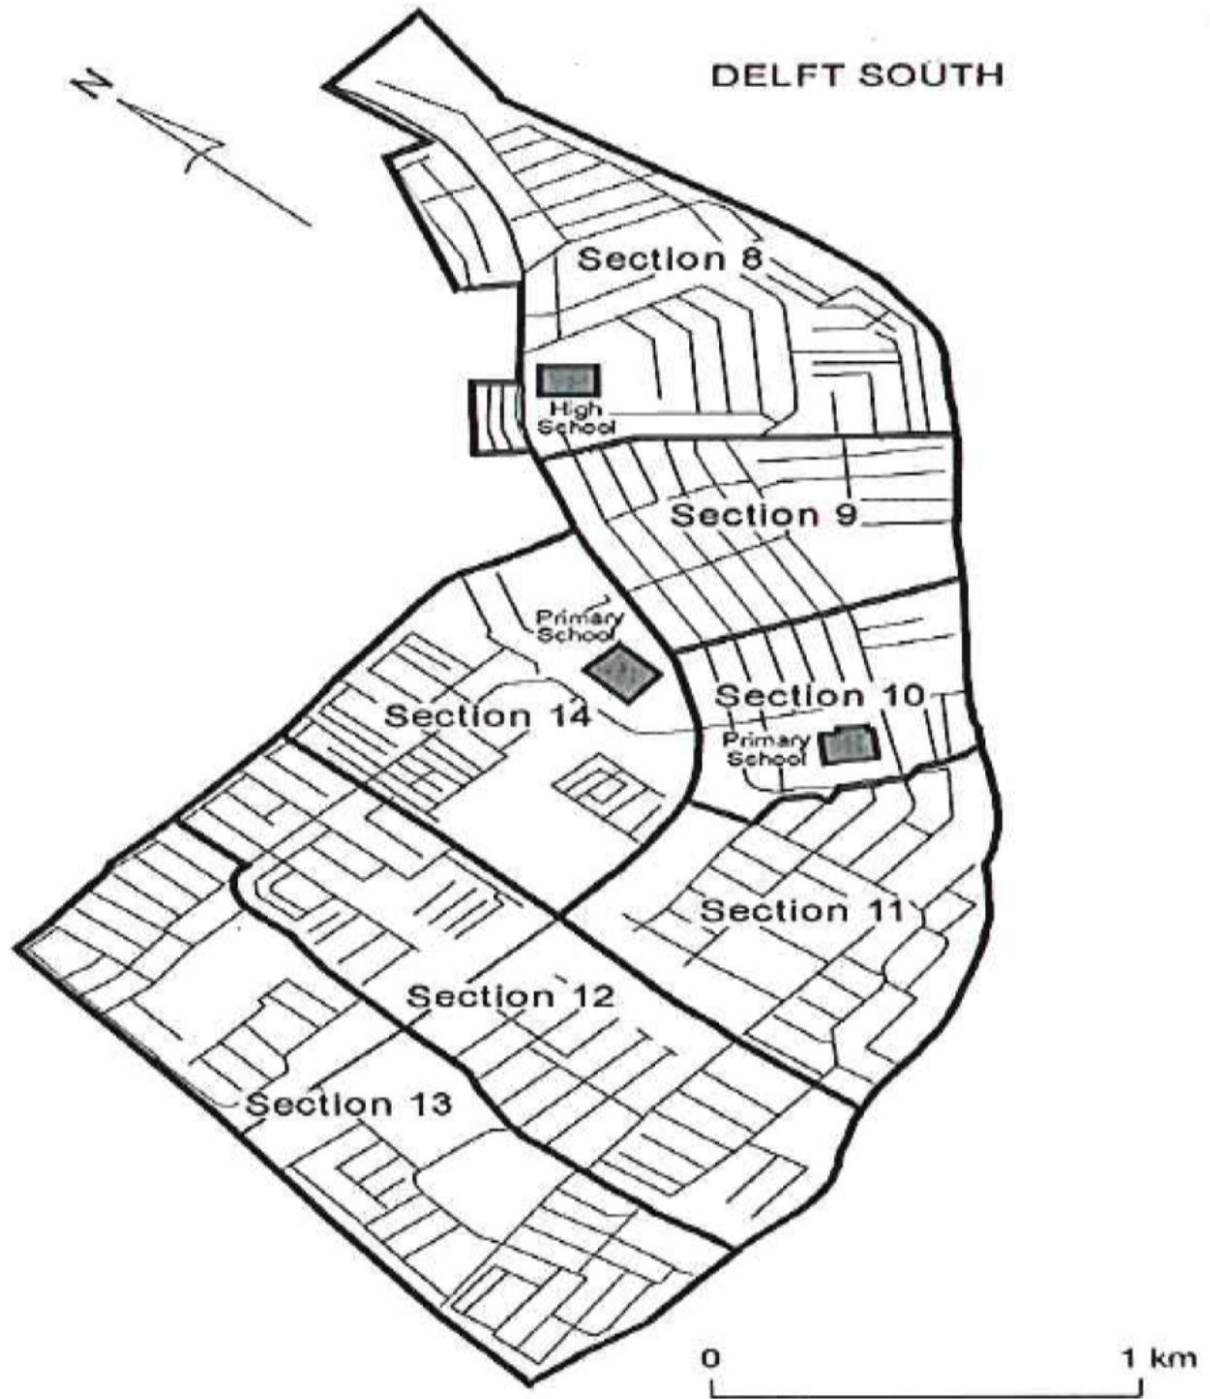 N
DELFT SOUTH
Section 8
High
School
Section 9
Primary
School
Section 10
Section 14
Primary
School
Section 11
Section 12
Section 13
0 1 km